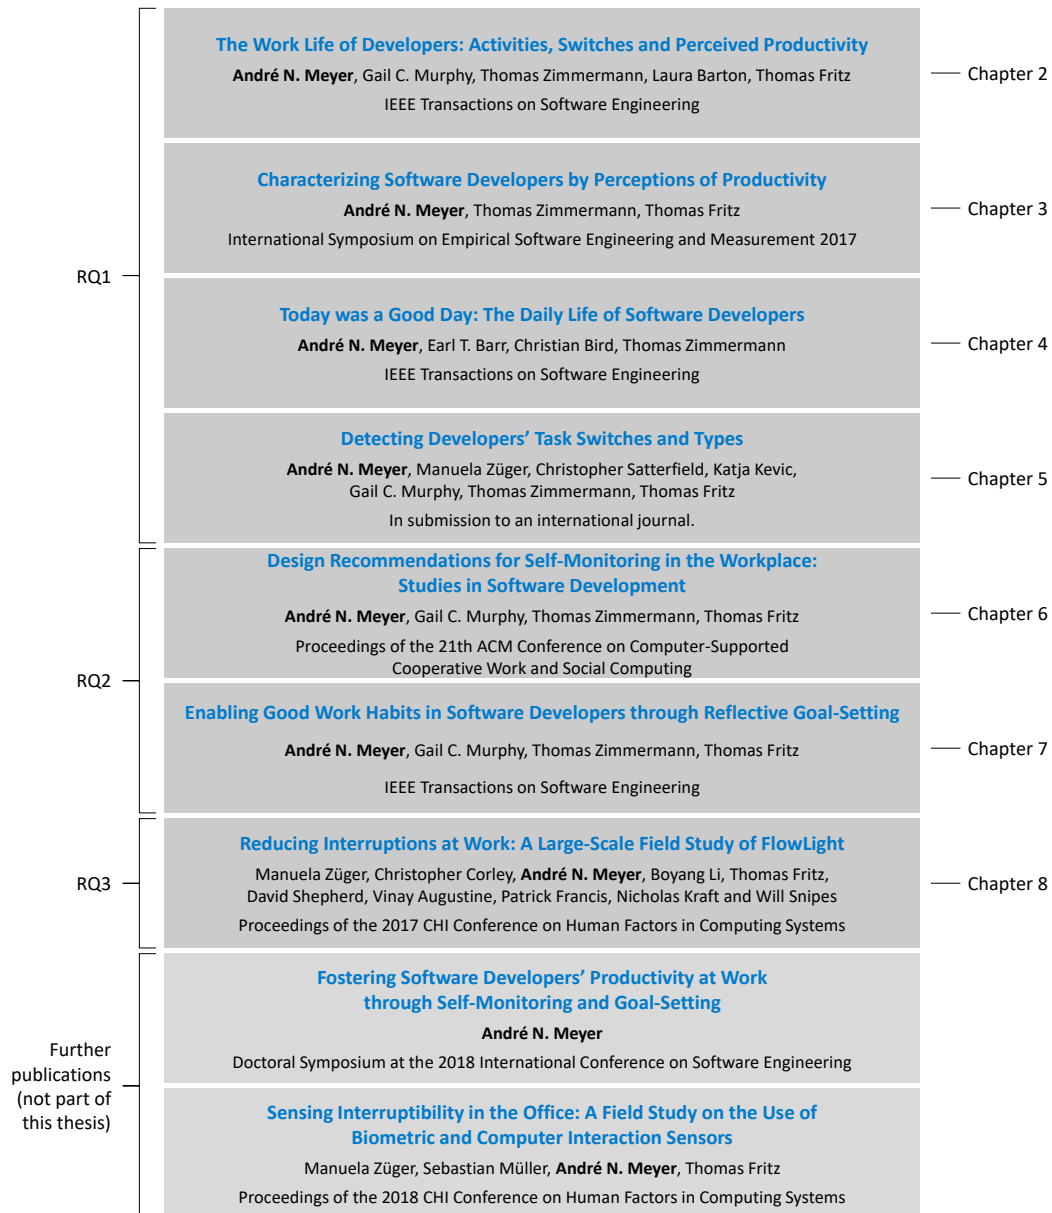 The Work Life of Developers: Activities, Switches and Perceived Productivity
André N. Meyer, Gail C. Murphy, Thomas Zimmermann, Laura Barton, Thomas Fritz
IEEE Transactions on Software Engineering
Chapter 2
Characterizing Software Developers by Perceptions of Productivity
André N. Meyer, Thomas Zimmermann, Thomas Fritz
International Symposium on Empirical Software Engineering and Measurement 2017
Chapter 3
RQ1
Today was a Good Day: The Daily Life of Software Developers
André N. Meyer, Earl T. Barr, Christian Bird, Thomas Zimmermann
IEEE Transactions on Software Engineering
Chapter 4
Detecting Developers’ Task Switches and Types
André N. Meyer, Manuela Züger, Christopher Satterfield, Katja Kevic,
Gail C. Murphy, Thomas Zimmermann, Thomas Fritz
In submission to an international journal.
Chapter 5
Design Recommendations for Self-Monitoring in the Workplace:
Studies in Software Development
André N. Meyer, Gail C. Murphy, Thomas Zimmermann, Thomas Fritz
Proceedings of the 21th ACM Conference on Computer-Supported
Cooperative Work and Social Computing
Chapter 6
RQ2
Enabling Good Work Habits in Software Developers through Reflective Goal-Setting
André N. Meyer, Gail C. Murphy, Thomas Zimmermann, Thomas Fritz
IEEE Transactions on Software Engineering
Chapter 7
Reducing Interruptions at Work: A Large-Scale Field Study of FlowLight
Manuela Züger, Christopher Corley, André N. Meyer, Boyang Li, Thomas Fritz,
David Shepherd, Vinay Augustine, Patrick Francis, Nicholas Kraft and Will Snipes
Proceedings of the 2017 CHI Conference on Human Factors in Computing Systems
RQ3
Chapter 8
Fostering Software Developers’ Productivity at Work
through Self-Monitoring and Goal-Setting
André N. Meyer
Doctoral Symposium at the 2018 International Conference on Software Engineering
Further
publications
(not part of
this thesis)
Sensing Interruptibility in the Office: A Field Study on the Use of
Biometric and Computer Interaction Sensors
Manuela Züger, Sebastian Müller, André N. Meyer, Thomas Fritz
Proceedings of the 2018 CHI Conference on Human Factors in Computing Systems